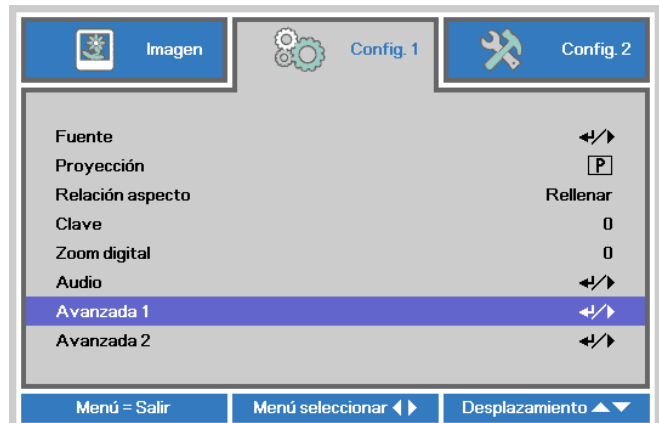 Imagen
Config. 1
Config. 2
Fuente
Proyección P
Relación aspecto Rellenar
Clave 0
Zoom digital 0
Audio
Avanzada 1
Avanzada 2
Menú = Salir
Menú seleccionar
Desplazamiento